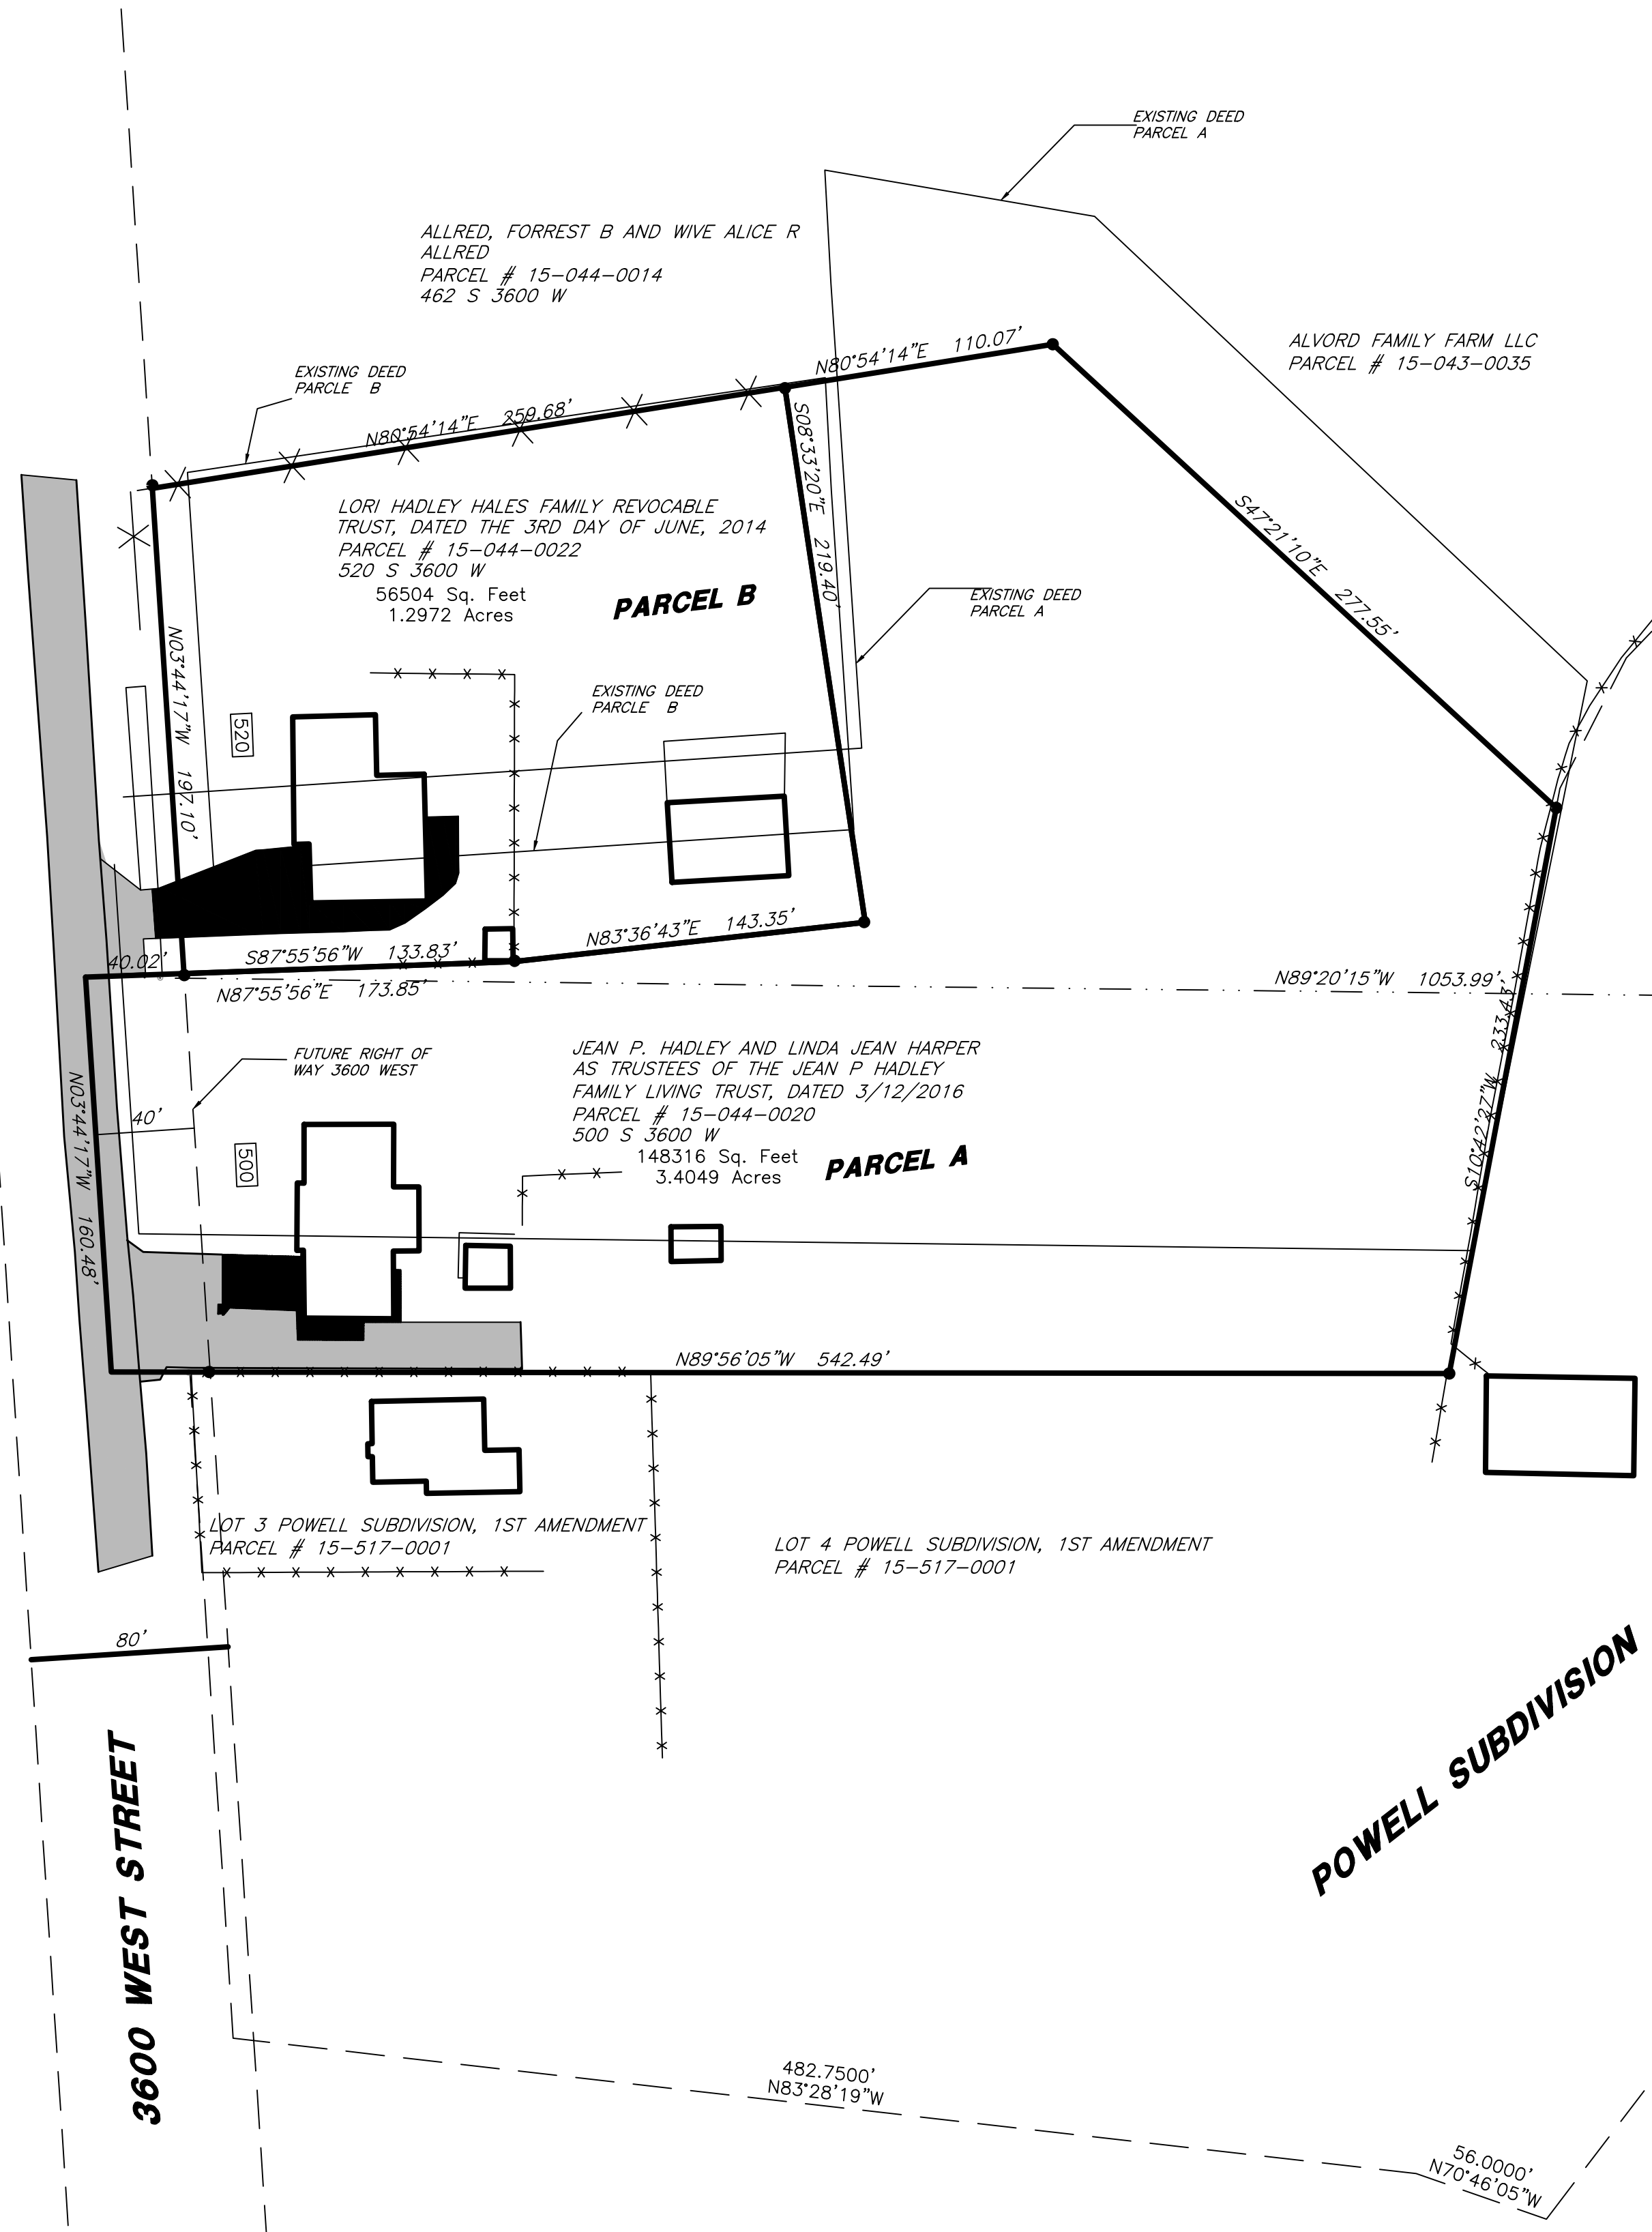 EXISTING DEED
PARCEL A
ALLRED, FORREST B AND WIVE ALICE R
ALLRED
PARCEL # 15-044-0014
462 S 3600 W
ALVORD FAMILY FARM LLC
PARCEL # 15-043-0035
N80°54'14"E 110.07'
EXISTING DEED
PARCLE B
N80°54'14"E 259.68'
S08°33'20"E 219.40'
S47°21'10"E 277.55'
LORI HADLEY HALES FAMILY REVOCABLE
TRUST, DATED THE 3RD DAY OF JUNE, 2014
PARCEL # 15-044-0022
520 S 3600 W
56504 Sq. Feet
1.2972 Acres
PARCEL B
EXISTING DEED
PARCEL A
N03°44'17"W 197.10'
EXISTING DEED
PARCLE B
520
N83°36'43"E 143.35'
40.02'
S87°55'56"W 133.83'
N87°55'56"E 173.85'
N89°20'15"W 1053.99'
S10°42'27"W 233.43'
FUTURE RIGHT OF
WAY 3600 WEST
JEAN P. HADLEY AND LINDA JEAN HARPER
AS TRUSTEES OF THE JEAN P HADLEY
FAMILY LIVING TRUST, DATED 3/12/2016
PARCEL # 15-044-0020
500 S 3600 W
148316 Sq. Feet
3.4049 Acres
PARCEL A
N03°44'17"W 160.48'
40'
500
N89°56'05"W 542.49'
LOT 3 POWELL SUBDIVISION, 1ST AMENDMENT
PARCEL # 15-517-0001
LOT 4 POWELL SUBDIVISION, 1ST AMENDMENT
PARCEL # 15-517-0001
80'
3600 WEST STREET
POWELL SUBDIVISION
482.7500'
N83°28'19"W
56.0000'
N70°46'05"W